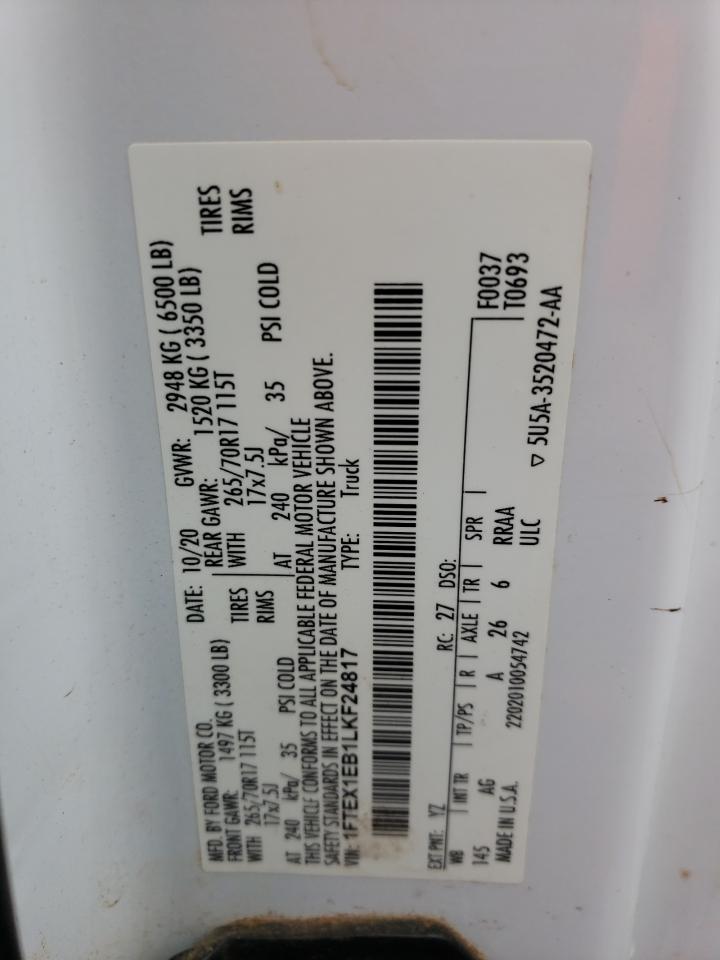 MFD. BY FORD MOTOR CO.
DATE: 10/20 GVWR: 2948 KG ( 6500 LB)
FRONT GAWR: 1497 KG ( 3300 LB) REAR GAWR: 1520 KG ( 3350 LB)
WITH 265/70R17 115T TIRES WITH 265/70R17 115T TIRES
17x7.5J RIMS 17x7.5J RIMS
AT 240 kPa/ 35 PSI COLD AT 240 kPa/ 35 PSI COLD
THIS VEHICLE CONFORMS TO ALL APPLICABLE FEDERAL MOTOR VEHICLE
SAFETY STANDARDS IN EFFECT ON THE DATE OF MANUFACTURE SHOWN ABOVE.
VIN: 1FTEX1EB1LKF24817 TYPE: Truck
EXT PNT: YZ RC: 27 DSO: F0037
WB INT TR TP/PS R AXLE TR SPR T0693
145 AG A 26 6 RRAA
MADE IN U.S.A. 2202010054742 ULC
▽ 5U5A-3520472-AA